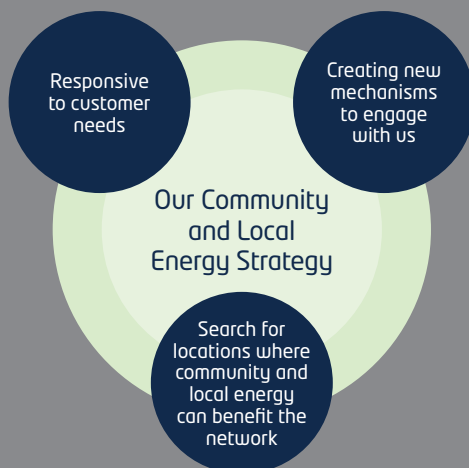 Responsive
to customer
needs
Creating new
mechanisms
to engage
with us
Our Community
and Local
Energy Strategy
Search for
locations where
community and
local energy
can benefit the
network